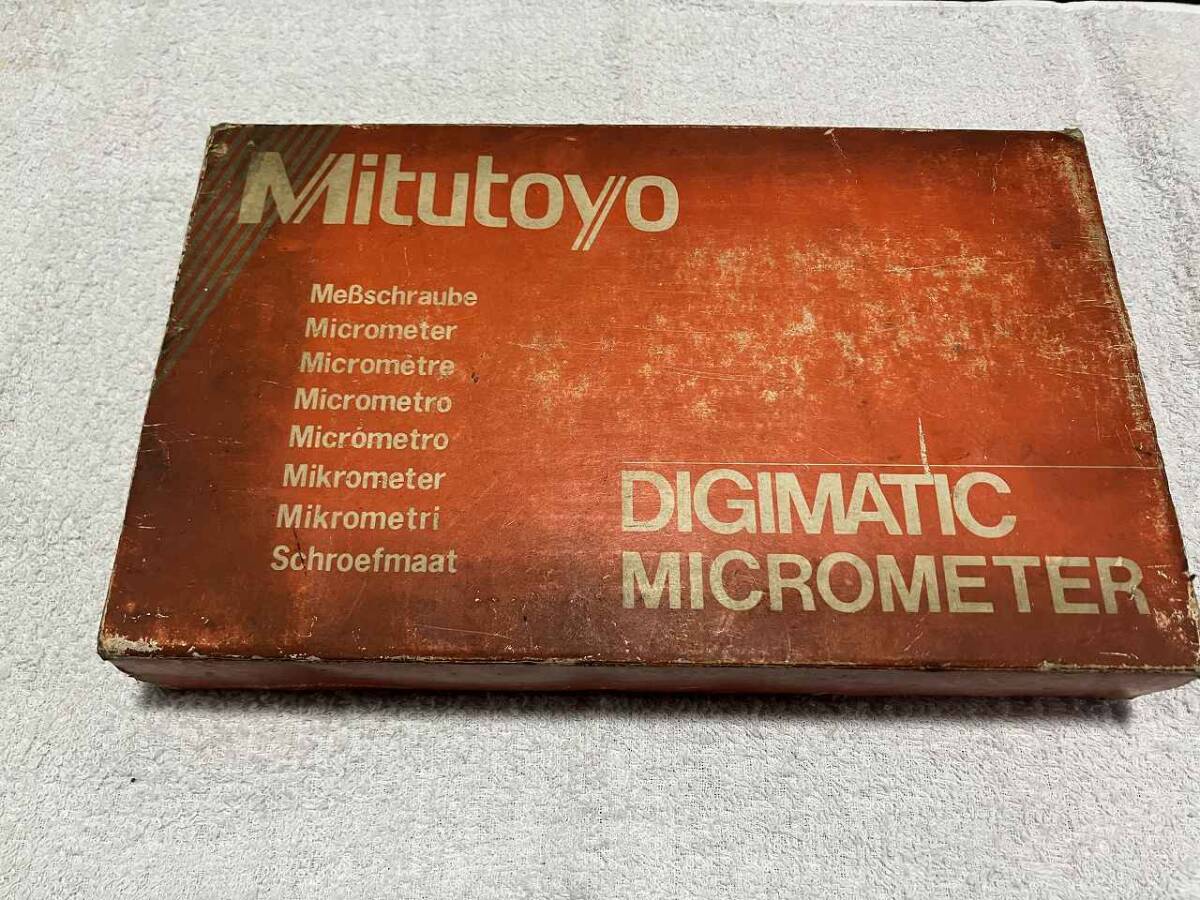 Mitutoyo
Meßschraube
Micrometer
Micromètre
Micrometro
Micrómetro
Mikrometer
Mikrometri
Schroefmaat
DIGIMATIC
MICROMETER